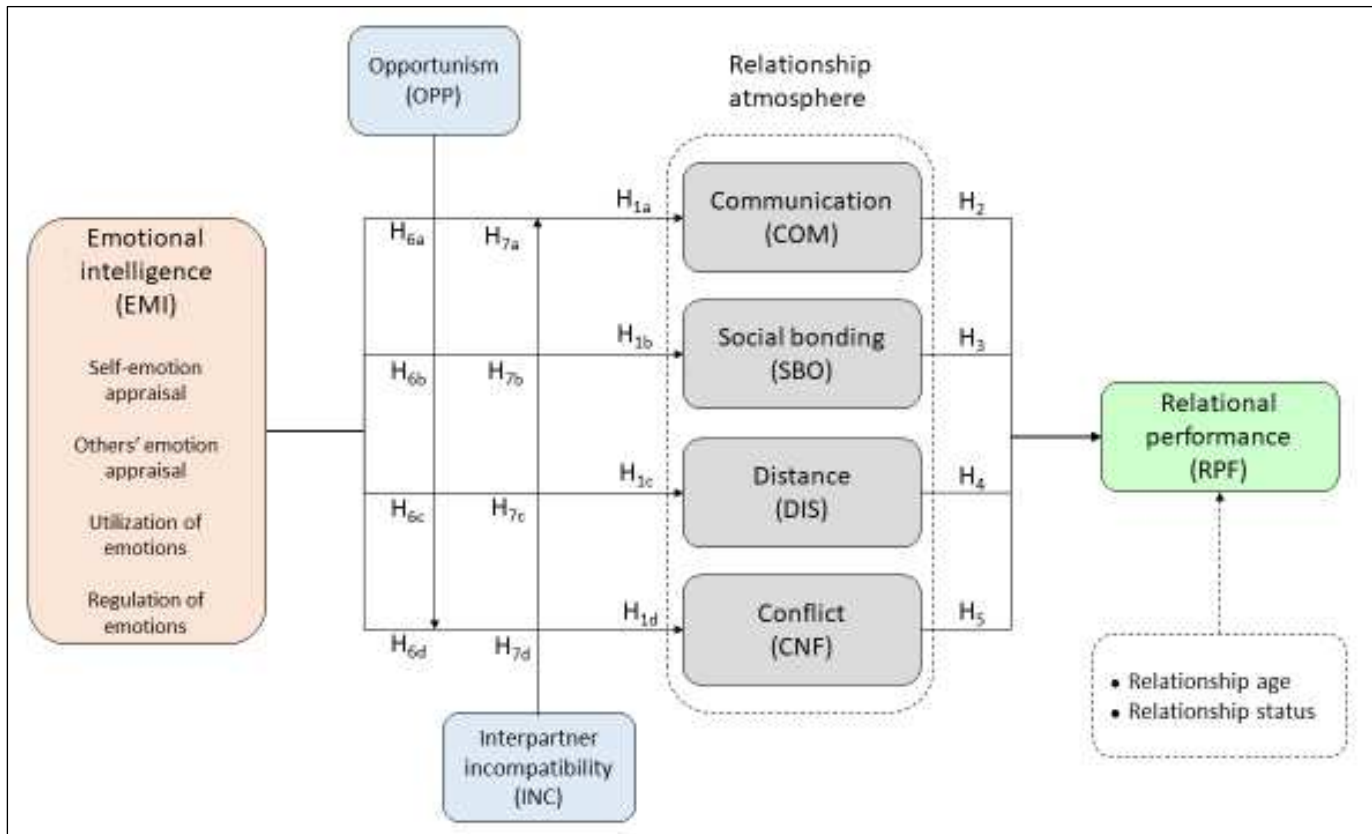 Opportunism
(OPP)
Relationship
atmosphere
Emotional
intelligence
(EMI)
Self-emotion
appraisal
Others' emotion
appraisal
Utilization of
emotions
Regulation of
emotions
H1a
H6a
H7a
H1b
H6b
H7b
H1c
H6c
H7c
H1d
H6d
H7d
Interpartner
incompatibility
(INC)
Communication
(COM)
Social bonding
(SBO)
Distance
(DIS)
Conflict
(CNF)
H2
H3
H4
H5
Relational
performance
(RPF)
• Relationship age
• Relationship status